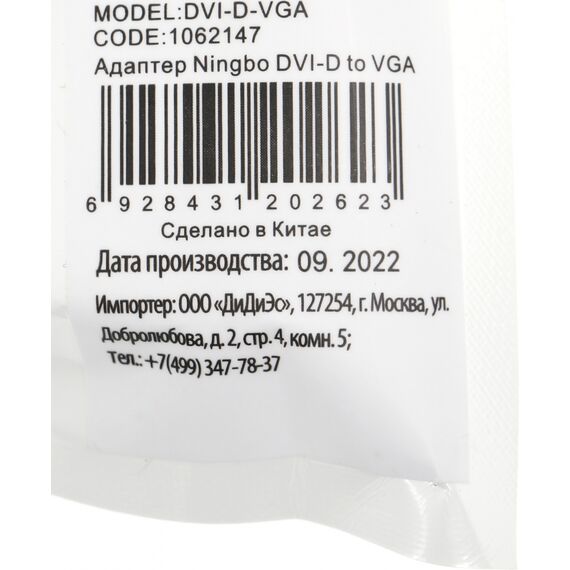 MODEL:DVI-D-VGA
CODE:1062147
Адаптер Ningbo DVI-D to VGA
6 928431 202623
Сделано в Китае
Дата производства: 09. 2022
Импортер: ООО «ДиДиЭс», 127254, г. Москва, ул.
Добролюбова, д. 2, стр. 4, комн. 5;
Тел.: +7(499) 347-78-37